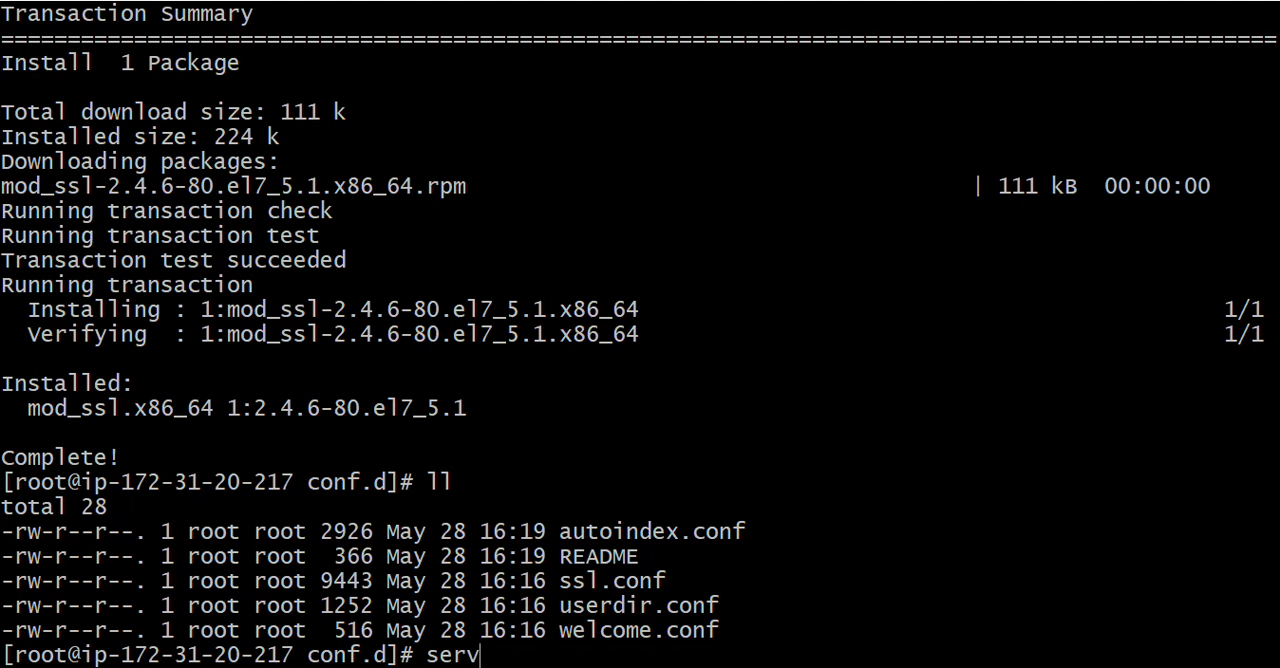 Transaction Summary
================================================================================================
Install  1 Package
Total download size: 111 k
Installed size: 224 k
Downloading packages:
mod_ssl-2.4.6-80.el7_5.1.x86_64.rpm                                      | 111 kB  00:00:00
Running transaction check
Running transaction test
Transaction test succeeded
Running transaction
  Installing : 1:mod_ssl-2.4.6-80.el7_5.1.x86_64                                            1/1
  Verifying  : 1:mod_ssl-2.4.6-80.el7_5.1.x86_64                                            1/1
Installed:
  mod_ssl.x86_64 1:2.4.6-80.el7_5.1
Complete!
[root@ip-172-31-20-217 conf.d]# ll
total 28
-rw-r--r--. 1 root root 2926 May 28 16:19 autoindex.conf
-rw-r--r--. 1 root root  366 May 28 16:19 README
-rw-r--r--. 1 root root 9443 May 28 16:16 ssl.conf
-rw-r--r--. 1 root root 1252 May 28 16:16 userdir.conf
-rw-r--r--. 1 root root  516 May 28 16:16 welcome.conf
[root@ip-172-31-20-217 conf.d]# serv